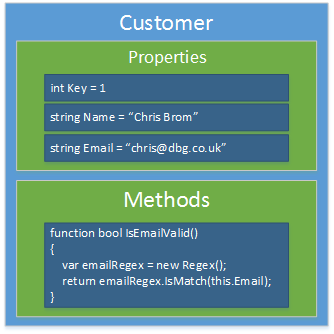 Customer
Properties
int Key = 1
string Name = “Chris Brom”
string Email = “chris@dbg.co.uk”
Methods
function bool IsEmailValid()
{
var emailRegex = new Regex();
return emailRegex.IsMatch(this.Email);
}